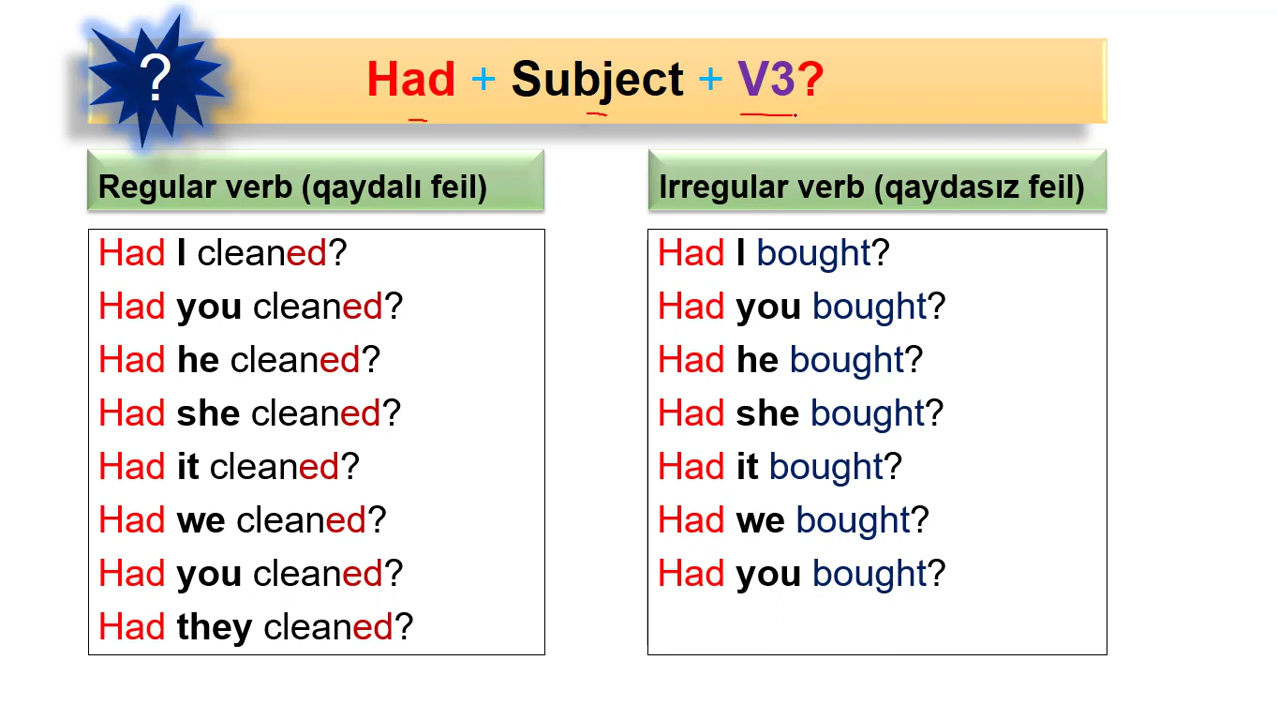 ?
Had + Subject + V3?
Regular verb (qaydalı feil)
Had I cleaned?
Had you cleaned?
Had he cleaned?
Had she cleaned?
Had it cleaned?
Had we cleaned?
Had you cleaned?
Had they cleaned?
Irregular verb (qaydasız feil)
Had I bought?
Had you bought?
Had he bought?
Had she bought?
Had it bought?
Had we bought?
Had you bought?